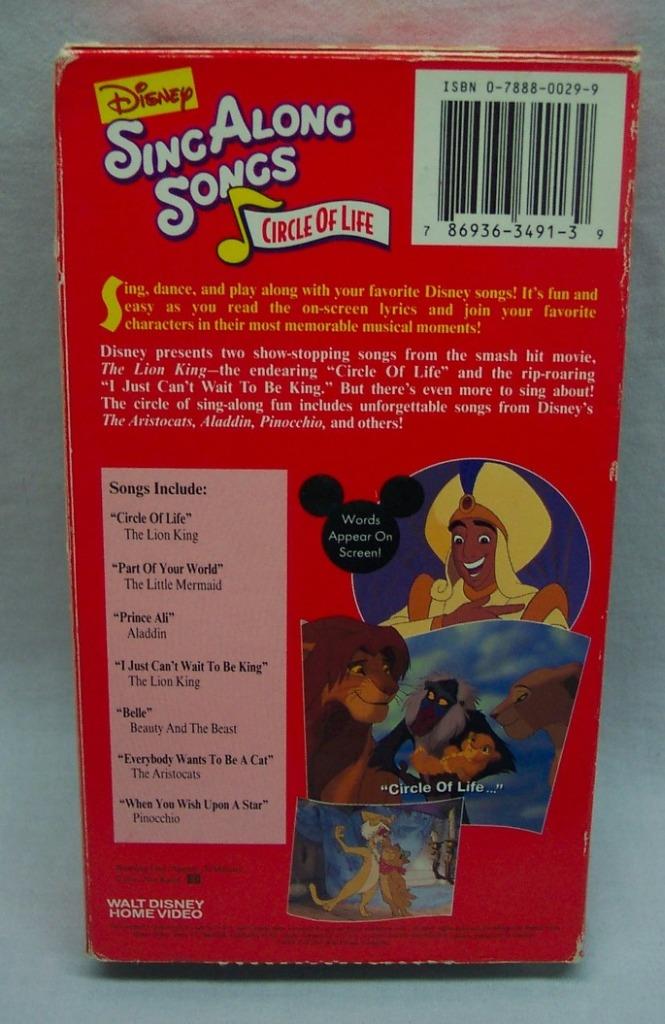 Disney
SING ALONG
SONGS
CIRCLE OF LIFE
ISBN 0-7888-0029-9
7 86936-3491-3 9
Sing, dance, and play along with your favorite Disney songs! It's fun and
easy as you read the on-screen lyrics and join your favorite
characters in their most memorable musical moments!
Disney presents two show-stopping songs from the smash hit movie,
The Lion King—the endearing “Circle Of Life” and the rip-roaring
“I Just Can't Wait To Be King.” But there's even more to sing about!
The circle of sing-along fun includes unforgettable songs from Disney's
The Aristocats, Aladdin, Pinocchio, and others!
Songs Include:
“Circle Of Life”
The Lion King
“Part Of Your World”
The Little Mermaid
“Prince Ali”
Aladdin
“I Just Can't Wait To Be King”
The Lion King
“Belle”
Beauty And The Beast
“Everybody Wants To Be A Cat”
The Aristocats
“When You Wish Upon A Star”
Pinocchio
Words
Appear On
Screen!
“Circle Of Life...”
WALT DISNEY
HOME VIDEO